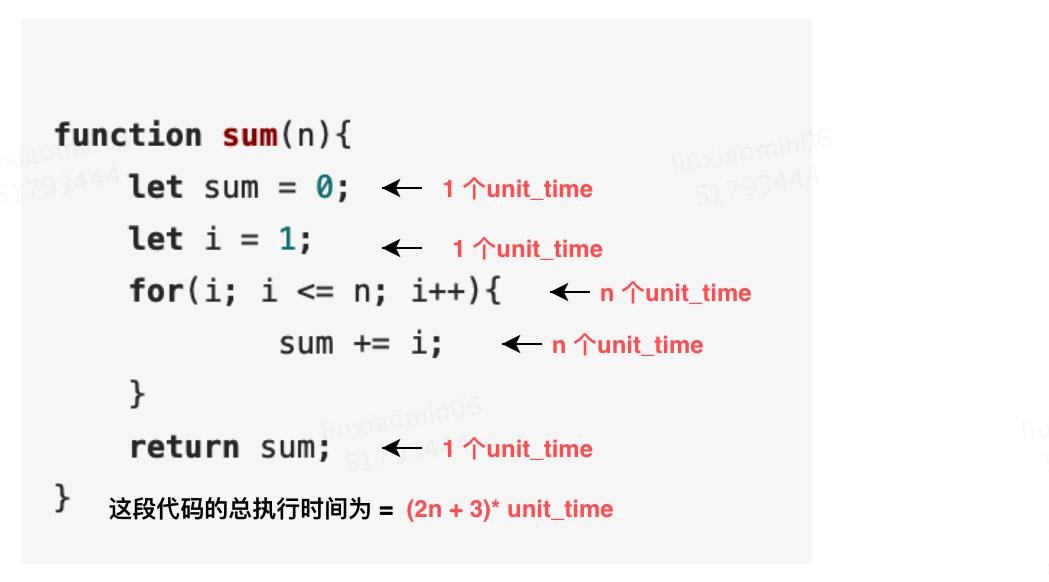 function sum(n){
let sum = 0; 1 个unit_time
let i = 1; 1 个unit_time
for(i; i <= n; i++){ n 个unit_time
sum += i; n 个unit_time
}
return sum; 1 个unit_time
}
这段代码的总执行时间为 = (2n + 3)* unit_time
liuxiaomin06
51793444
liuxiaomin06